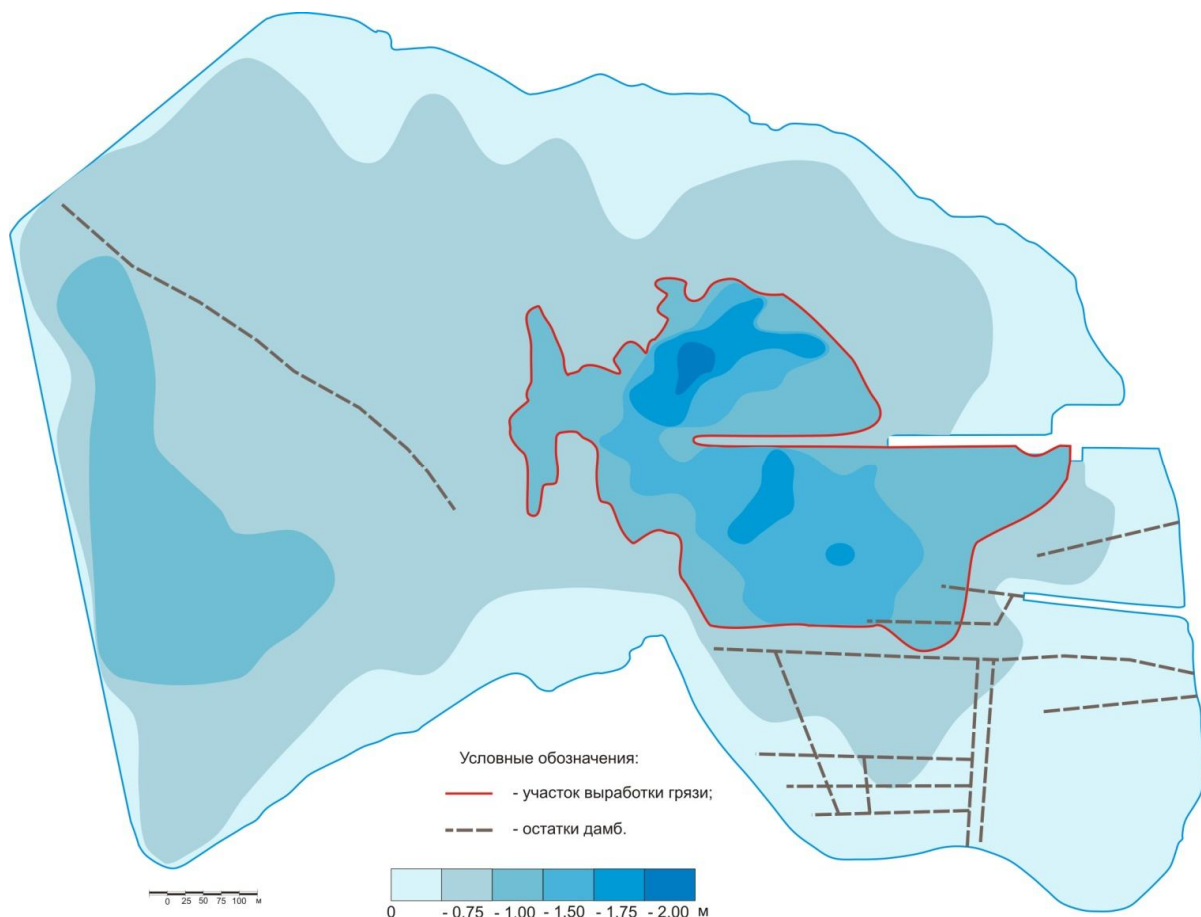 Условные обозначения:
- участок выработки грязи;
- остатки дамб.
0 25 50 75 100 м
0 - 0.75 - 1.00 - 1.50 - 1.75 - 2.00 м